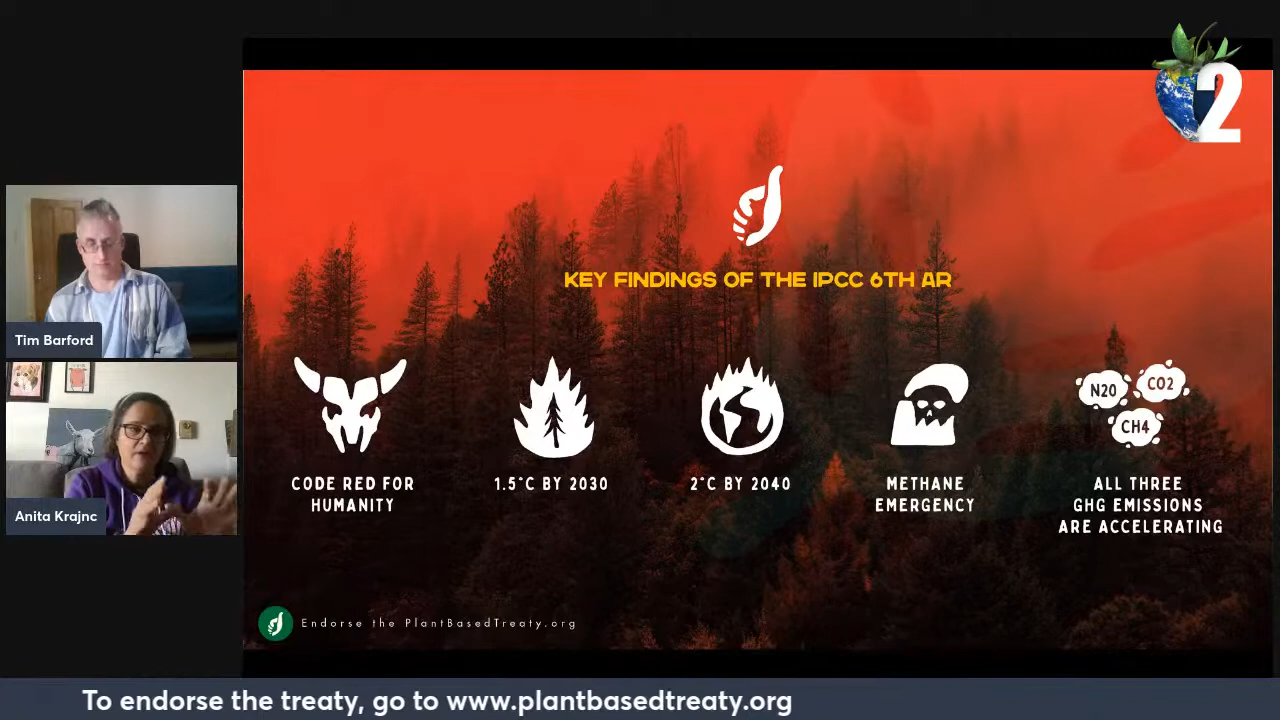 2
KEY FINDINGS OF THE IPCC 6TH AR
Tim Barford
Anita Krajnc
CODE RED FOR
HUMANITY
1.5°C BY 2030
2°C BY 2040
METHANE
EMERGENCY
N20
CO2
CH4
ALL THREE
GHG EMISSIONS
ARE ACCELERATING
Endorse the PlantBasedTreaty.org
To endorse the treaty, go to www.plantbasedtreaty.org